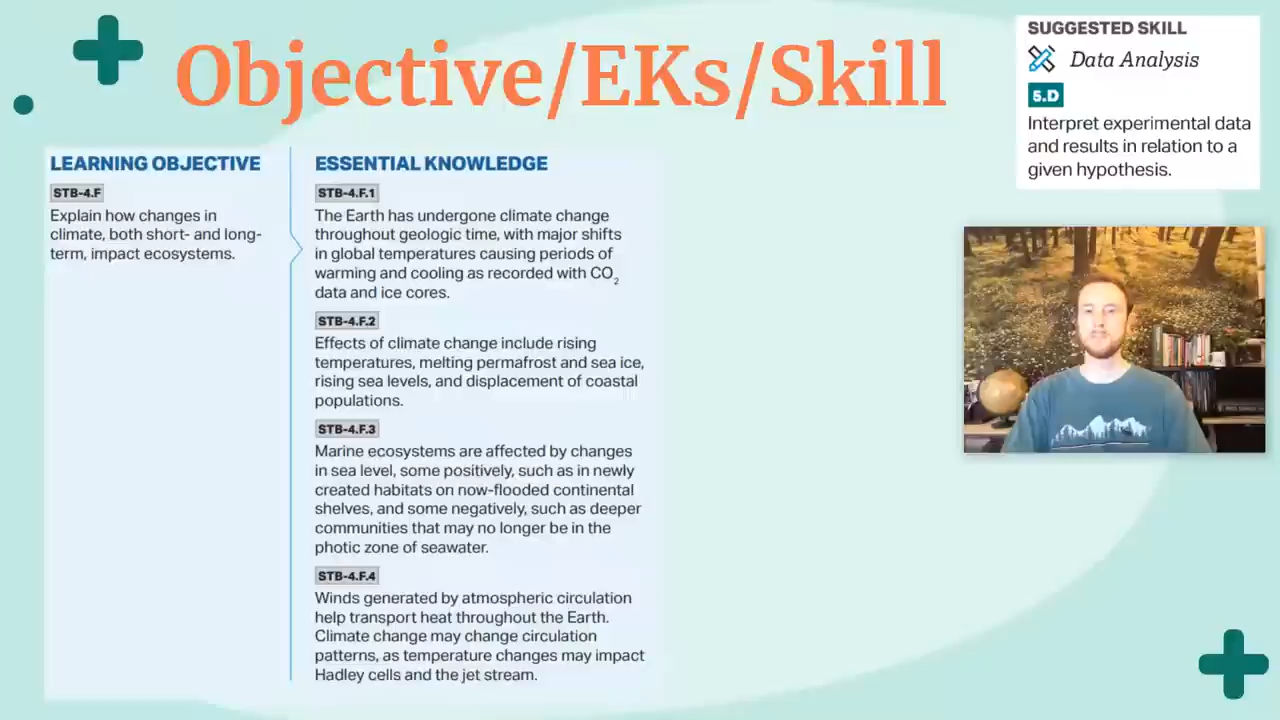 Objective/EKs/Skill
SUGGESTED SKILL
Data Analysis
5.D
Interpret experimental data
and results in relation to a
given hypothesis.
LEARNING OBJECTIVE
STB-4.F
Explain how changes in
climate, both short- and long-
term, impact ecosystems.
ESSENTIAL KNOWLEDGE
STB-4.F.1
The Earth has undergone climate change
throughout geologic time, with major shifts
in global temperatures causing periods of
warming and cooling as recorded with CO₂
data and ice cores.
STB-4.F.2
Effects of climate change include rising
temperatures, melting permafrost and sea ice,
rising sea levels, and displacement of coastal
populations.
STB-4.F.3
Marine ecosystems are affected by changes
in sea level, some positively, such as in newly
created habitats on now-flooded continental
shelves, and some negatively, such as deeper
communities that may no longer be in the
photic zone of seawater.
STB-4.F.4
Winds generated by atmospheric circulation
help transport heat throughout the Earth.
Climate change may change circulation
patterns, as temperature changes may impact
Hadley cells and the jet stream.